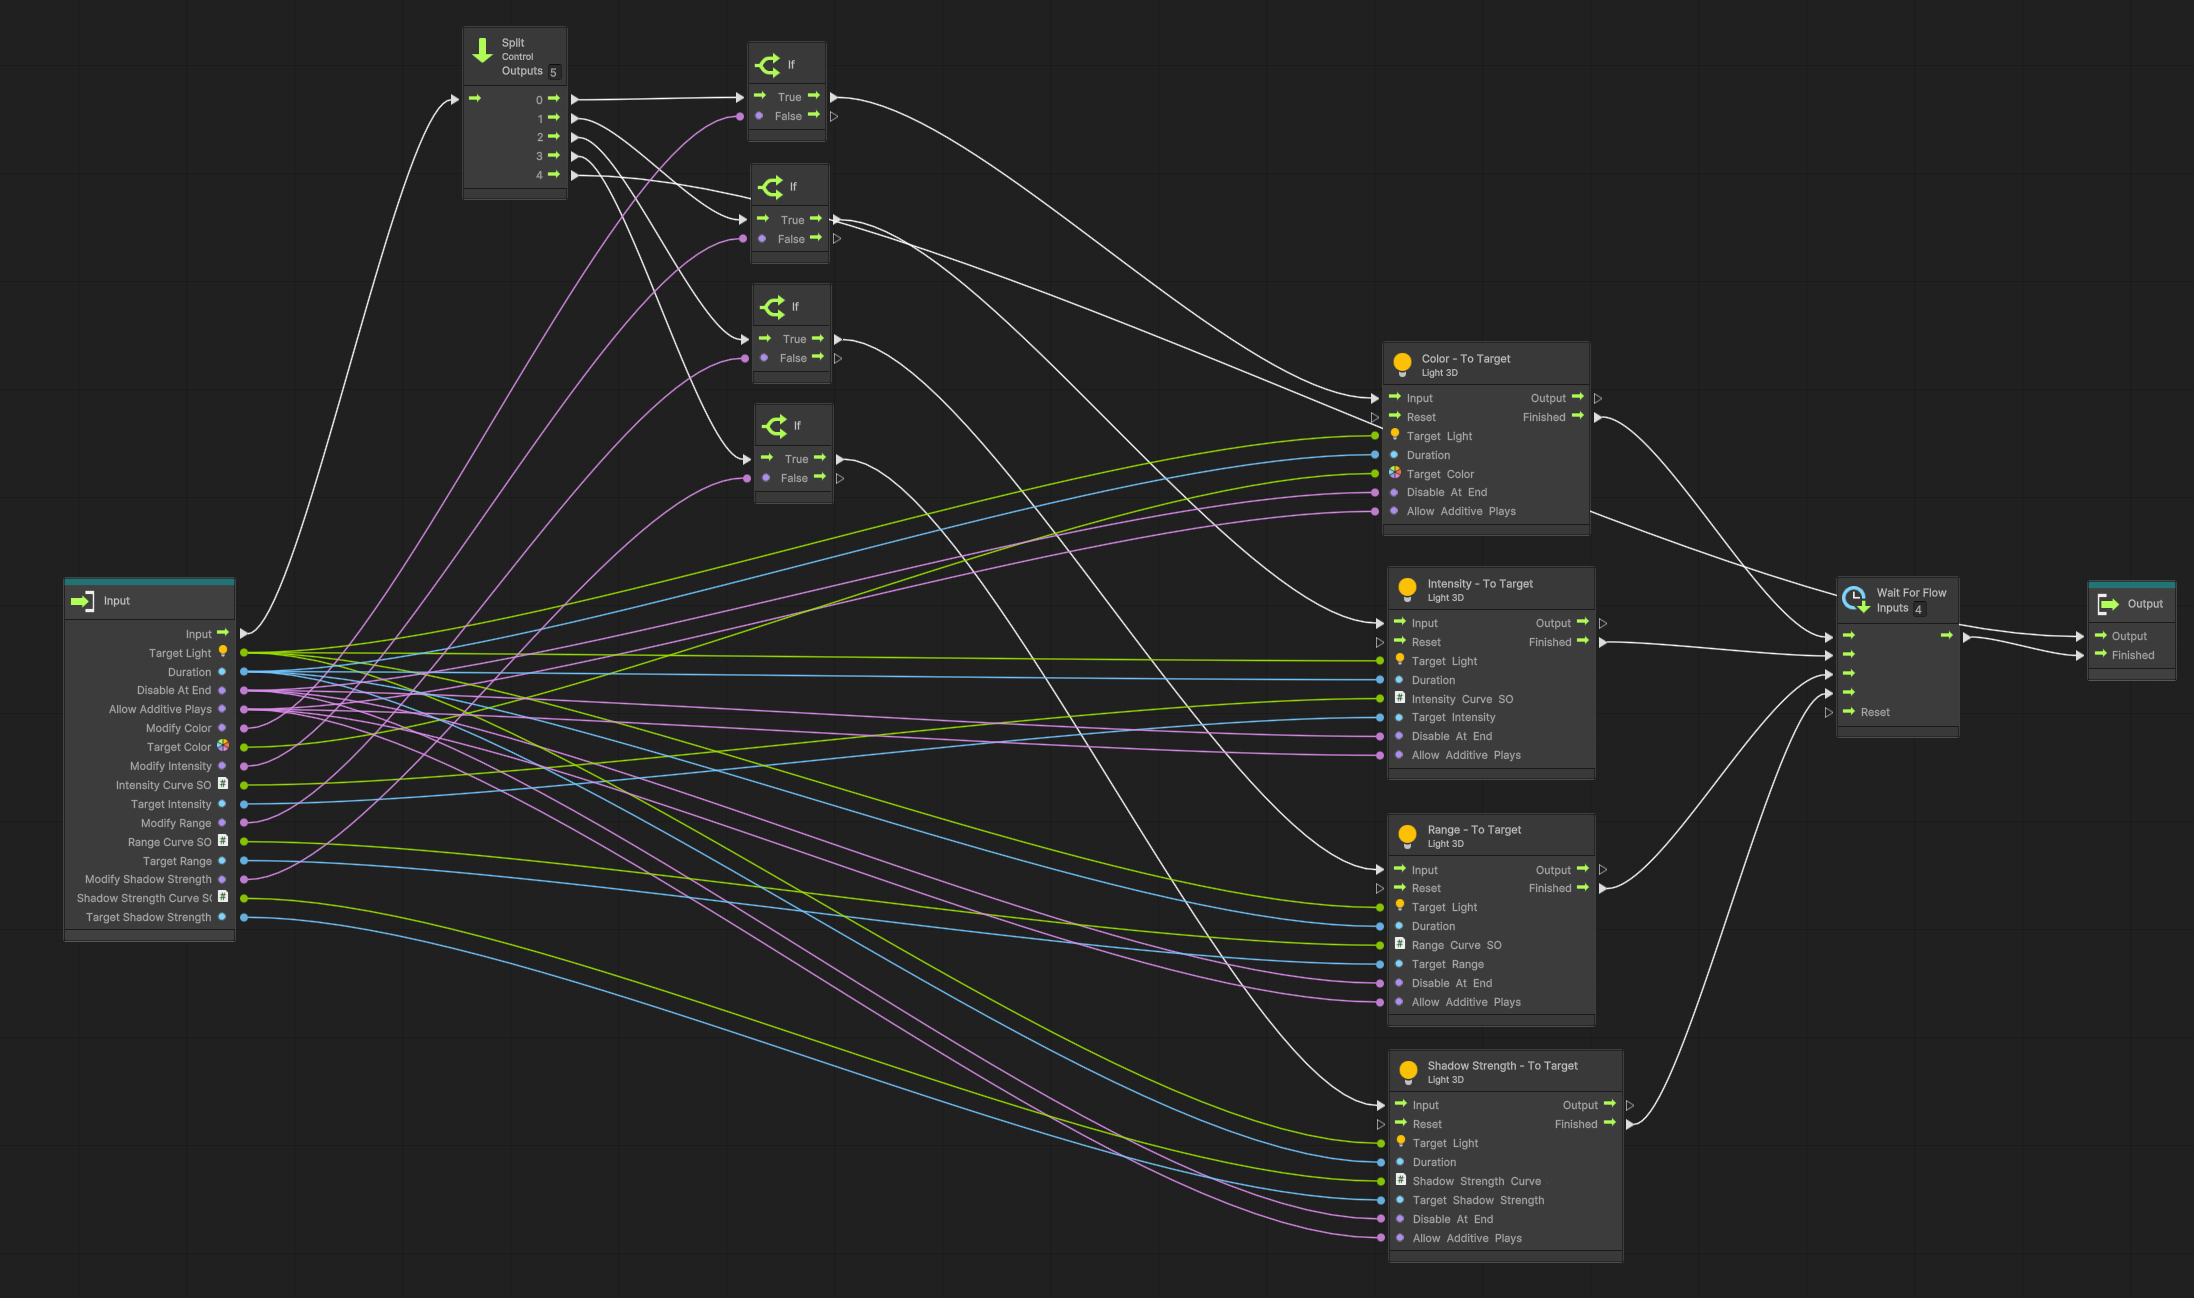 Split
Control
Outputs 5
0
1
2
3
4
If
True
False
If
True
False
If
True
False
If
True
False
Input
Input
Target Light
Duration
Disable At End
Allow Additive Plays
Modify Color
Target Color
Modify Intensity
Intensity Curve SO
Target Intensity
Modify Range
Range Curve SO
Target Range
Modify Shadow Strength
Shadow Strength Curve SO
Target Shadow Strength
Color - To Target
Light 3D
Input Output
Reset Finished
Target Light
Duration
Target Color
Disable At End
Allow Additive Plays
Intensity - To Target
Light 3D
Input Output
Reset Finished
Target Light
Duration
Intensity Curve SO
Target Intensity
Disable At End
Allow Additive Plays
Range - To Target
Light 3D
Input Output
Reset Finished
Target Light
Duration
Range Curve SO
Target Range
Disable At End
Allow Additive Plays
Shadow Strength - To Target
Light 3D
Input Output
Reset Finished
Target Light
Duration
Shadow Strength Curve
Target Shadow Strength
Disable At End
Allow Additive Plays
Wait For Flow
Inputs 4
Reset
Output
Output
Finished